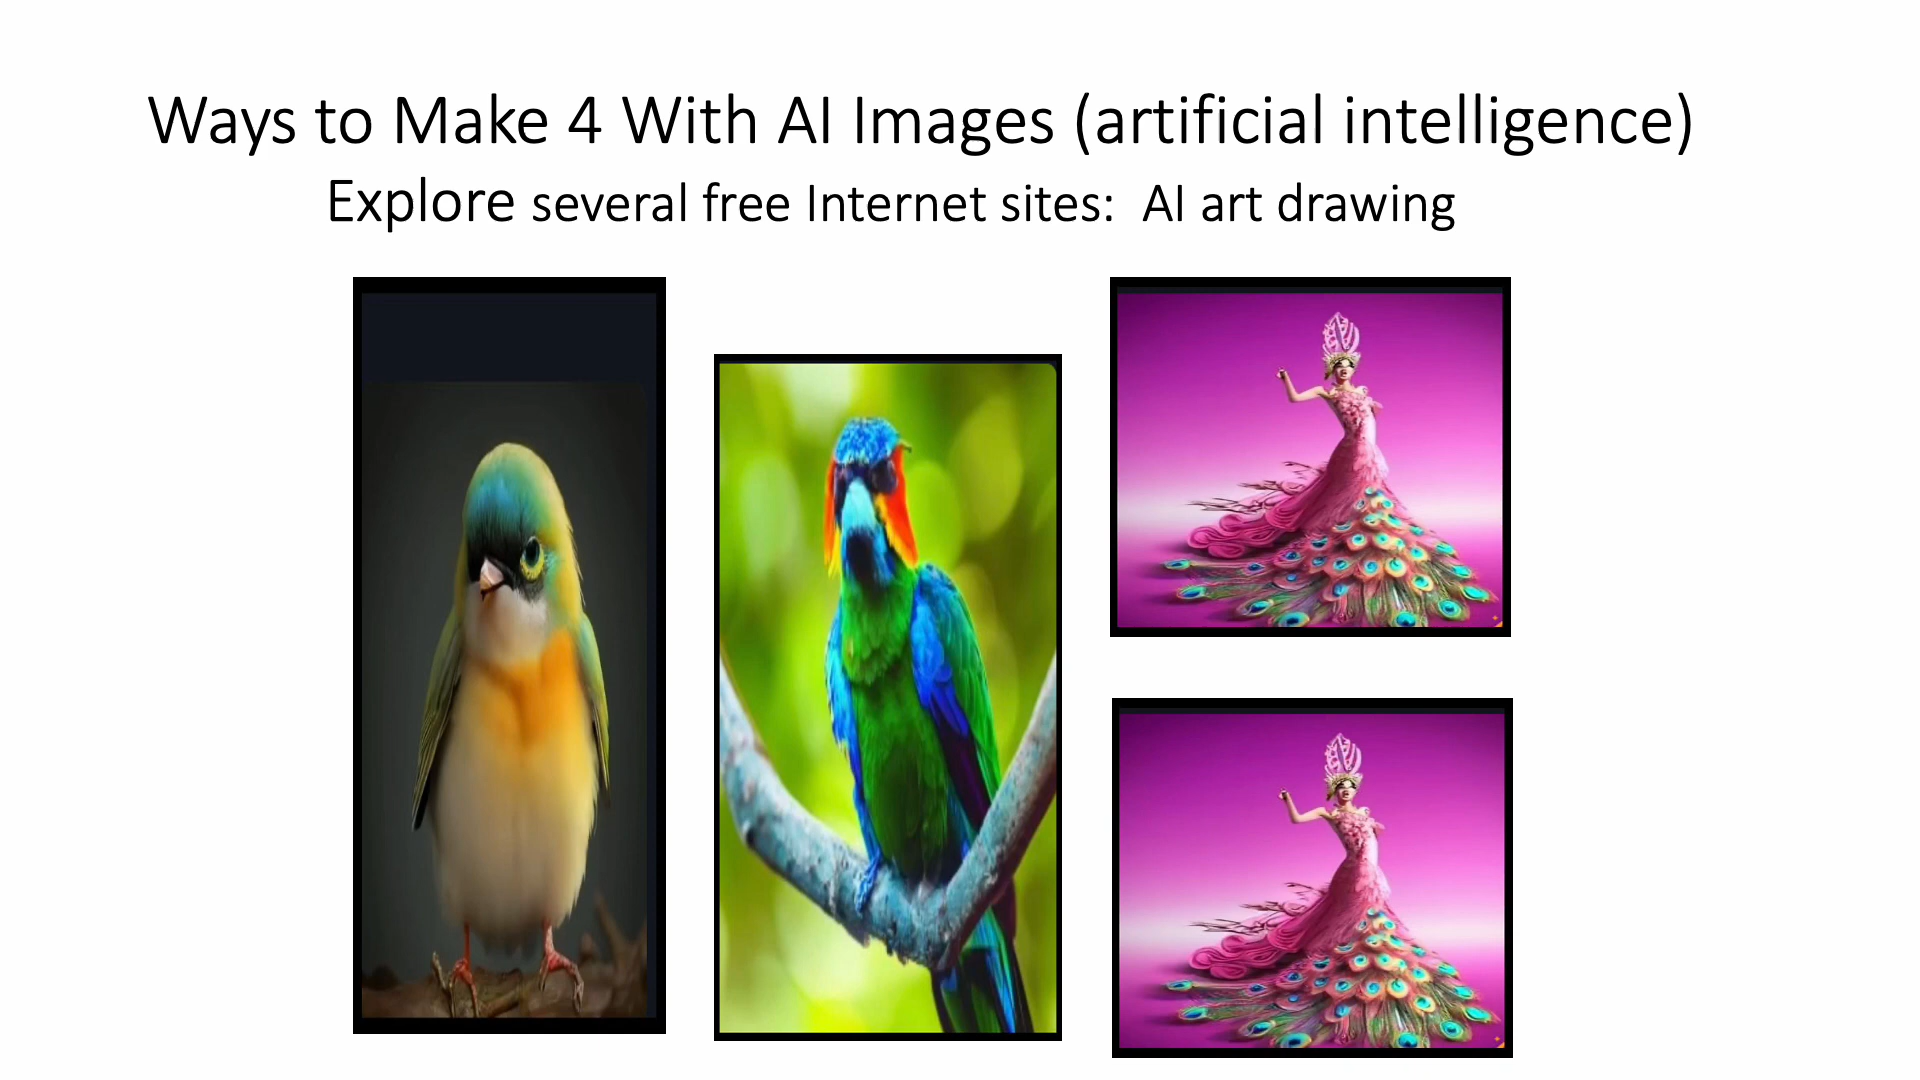 Ways to Make 4 With AI Images (artificial intelligence)
Explore several free Internet sites:  AI art drawing